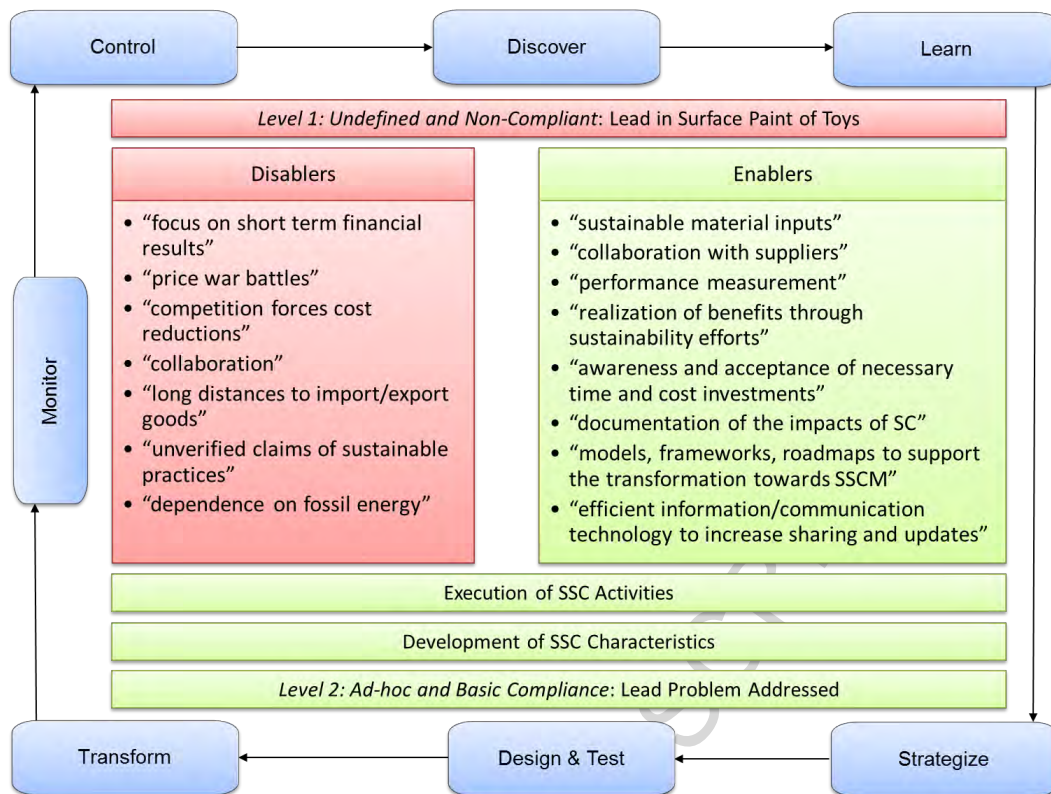 Control
Discover
Learn
Level 1: Undefined and Non-Compliant: Lead in Surface Paint of Toys
Disablers
• “focus on short term financial
results”
• “price war battles”
• “competition forces cost
reductions”
• “collaboration”
• “long distances to import/export
goods”
• “unverified claims of sustainable
practices”
• “dependence on fossil energy”
Enablers
• “sustainable material inputs”
• “collaboration with suppliers”
• “performance measurement”
• “realization of benefits through
sustainability efforts”
• “awareness and acceptance of necessary
time and cost investments”
• “documentation of the impacts of SC”
• “models, frameworks, roadmaps to support
the transformation towards SSCM”
• “efficient information/communication
technology to increase sharing and updates”
Monitor
Execution of SSC Activities
Development of SSC Characteristics
Level 2: Ad-hoc and Basic Compliance: Lead Problem Addressed
Transform
Design & Test
Strategize